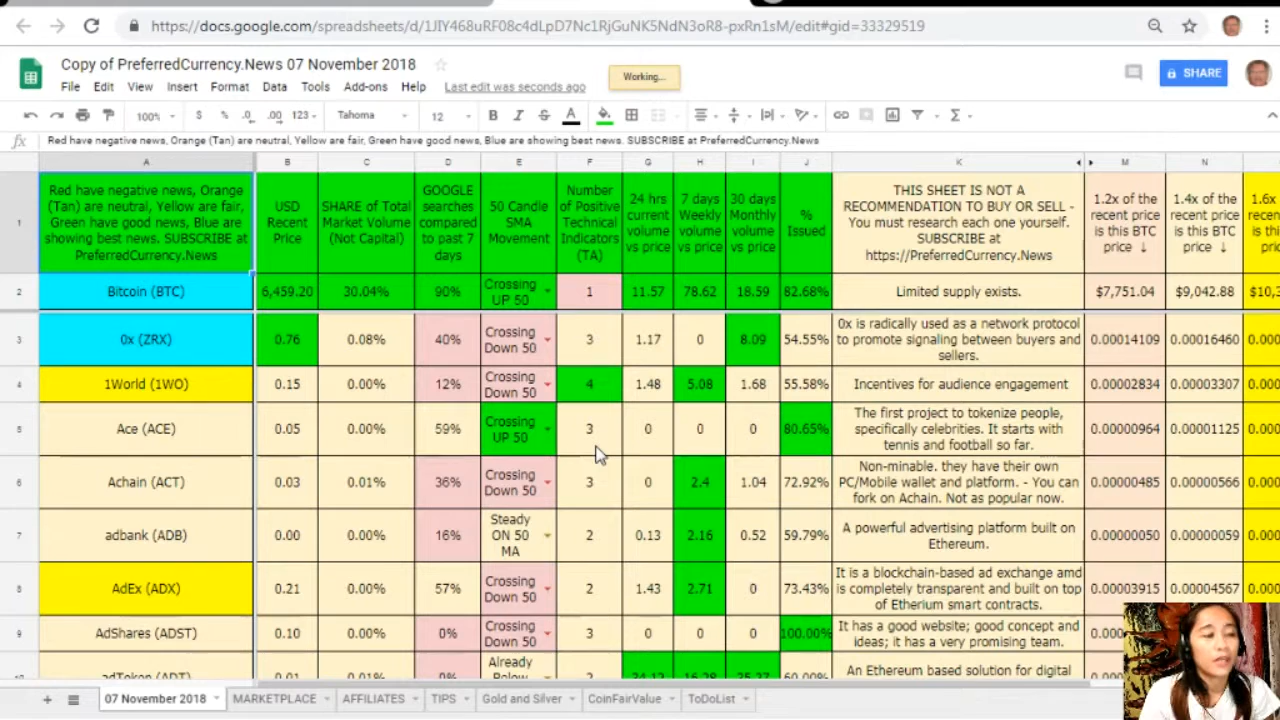 https://docs.google.com/spreadsheets/d/1JIY468uRF08c4dLpD7Nc1RjGuNK5NdN3oR8-pxRn1sM/edit#gid=33329519
Copy of PreferredCurrency.News 07 November 2018
Working...
SHARE
File Edit View Insert Format Data Tools Add-ons Help Last edit was seconds ago
100% $ % .0 .00 123 Tahoma 12 B I S A
fx Red have negative news, Orange (Tan) are neutral, Yellow are fair, Green have good news, Blue are showing best news. SUBSCRIBE at PreferredCurrency.News
A B C D E F G H I J K M N
1
Red have negative news, Orange
(Tan) are neutral, Yellow are fair,
Green have good news, Blue are
showing best news. SUBSCRIBE at
PreferredCurrency.News
USD
Recent
Price
SHARE of Total
Market Volume
(Not Capital)
GOOGLE
searches
compared
to past 7
days
50 Candle
SMA
Movement
Number
of Positive
Technical
Indicators
(TA)
24 hrs
current
volume
vs price
7 days
Weekly
volume
vs price
30 days
Monthly
volume
vs price
%
Issued
THIS SHEET IS NOT A
RECOMMENDATION TO BUY OR SELL -
You must research each one yourself.
SUBSCRIBE at
https://PreferredCurrency.News
1.2x of the
recent price
is this BTC
price ↓
1.4x of the
recent price
is this BTC
price ↓
1.6x
2 Bitcoin (BTC) 6,459.20 30.04% 90%
Crossing
UP 50
1 11.57 78.62 18.59 82.68% Limited supply exists. $7,751.04 $9,042.88
3 0x (ZRX) 0.76 0.08% 40%
Crossing
Down 50
3 1.17 0 8.09 54.55%
0x is radically used as a network protocol
to promote signaling between buyers and
sellers.
0.00014109 0.00016460
4 1World (1WO) 0.15 0.00% 12%
Crossing
Down 50
4 1.48 5.08 1.68 55.58% Incentives for audience engagement 0.00002834 0.00003307
5 Ace (ACE) 0.05 0.00% 59%
Crossing
UP 50
3 0 0 0 80.65%
The first project to tokenize people,
specifically celebrities. It starts with
tennis and football so far.
0.00000964 0.00001125
6 Achain (ACT) 0.03 0.01% 36%
Crossing
Down 50
3 0 2.4 1.04 72.92%
Non-minable. they have their own
PC/Mobile wallet and platform. - You can
fork on Achain. Not as popular now.
0.00000485 0.00000566
7 adbank (ADB) 0.00 0.00% 16%
Steady
ON 50
MA
2 0.13 2.16 0.52 59.79%
A powerful advertising platform built on
Ethereum.
0.00000050 0.00000059
8 AdEx (ADX) 0.21 0.00% 57%
Crossing
Down 50
2 1.43 2.71 0 73.43%
It is a blockchain-based ad exchange amd
is completely transparent and built on top
of Etherium smart contracts.
0.00003915 0.00004567
9 AdShares (ADST) 0.10 0.00% 0%
Crossing
Down 50
3 0 0 0 100.00%
It has a good website; good concept and
ideas; it has a very promising team.
An Ethereum based solution for digital
07 November 2018 MARKETPLACE AFFILIATES TIPS Gold and Silver CoinFairValue ToDoList